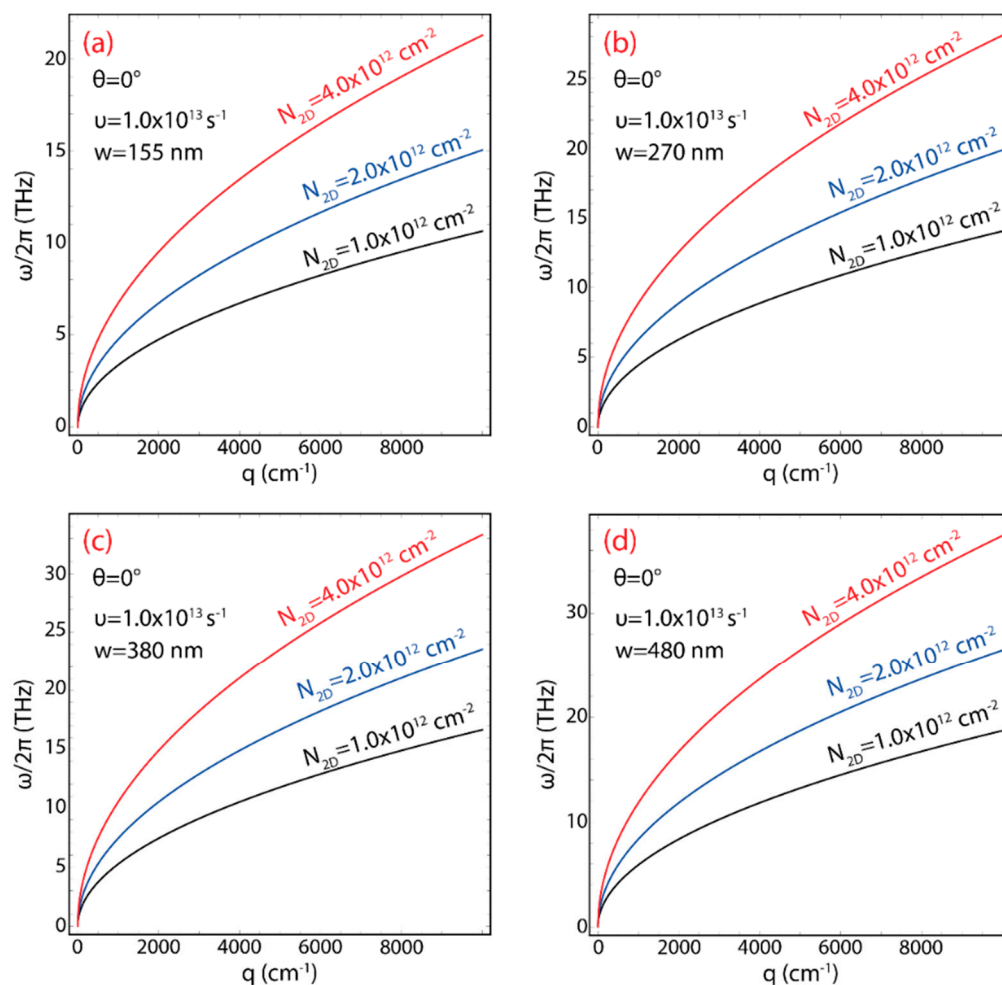 (a)
θ=0°
υ=1.0x10¹³ s⁻¹
w=155 nm
N2D=4.0x10¹² cm⁻²
N2D=2.0x10¹² cm⁻²
N2D=1.0x10¹² cm⁻²
ω/2π (THz)
20
15
10
5
0
0 2000 4000 6000 8000
q (cm⁻¹)
(b)
θ=0°
υ=1.0x10¹³ s⁻¹
w=270 nm
N2D=4.0x10¹² cm⁻²
N2D=2.0x10¹² cm⁻²
N2D=1.0x10¹² cm⁻²
ω/2π (THz)
25
20
15
10
5
0
0 2000 4000 6000 8000
q (cm⁻¹)
(c)
θ=0°
υ=1.0x10¹³ s⁻¹
w=380 nm
N2D=4.0x10¹² cm⁻²
N2D=2.0x10¹² cm⁻²
N2D=1.0x10¹² cm⁻²
ω/2π (THz)
30
25
20
15
10
5
0
0 2000 4000 6000 8000
q (cm⁻¹)
(d)
θ=0°
υ=1.0x10¹³ s⁻¹
w=480 nm
N2D=4.0x10¹² cm⁻²
N2D=2.0x10¹² cm⁻²
N2D=1.0x10¹² cm⁻²
ω/2π (THz)
30
20
10
0
0 2000 4000 6000 8000
q (cm⁻¹)